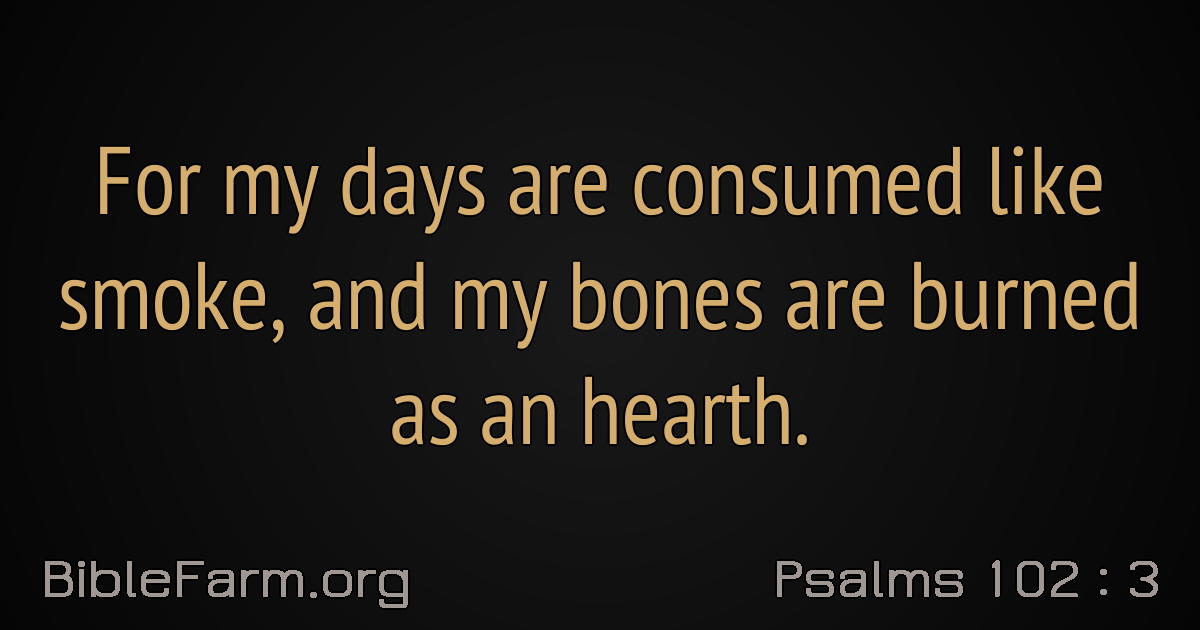 For my days are consumed like
smoke, and my bones are burned
as an hearth.
BibleFarm.org
Psalms 102 : 3